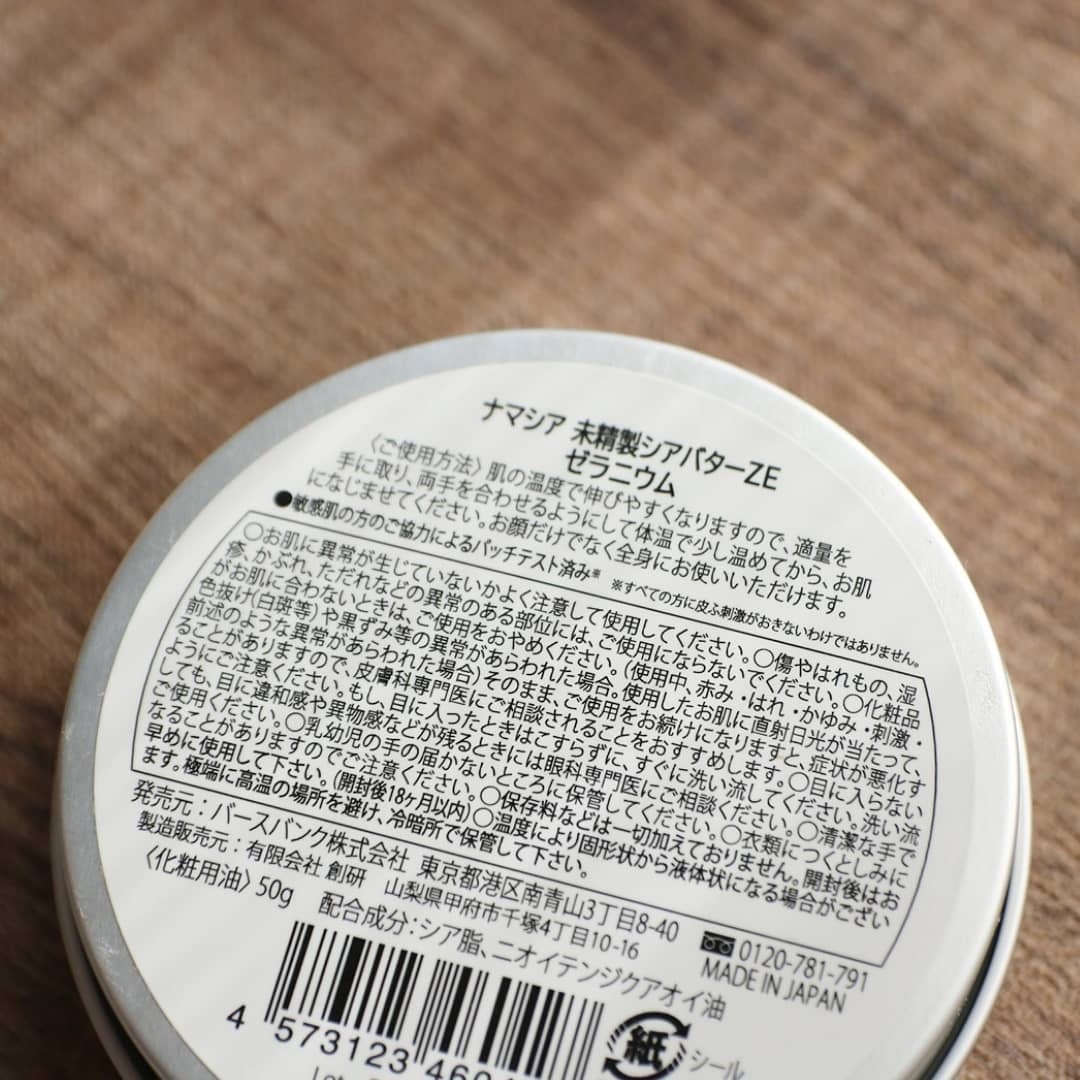 ナマシア 未精製シアバターZE
ゼラニウム
〈ご使用方法〉肌の温度で伸びやすくなりますので、適量を
手に取り、両手を合わせるようにして体温で少し温めてから、お肌
になじませてください。お顔だけでなく全身にお使いいただけます。
●敏感肌の方のご協力によるパッチテスト済み※ ※すべての方に皮ふ刺激がおきないわけではありません。
○お肌に異常が生じていないかよく注意して使用してください。○傷やはれもの、湿
疹、かぶれ、ただれなどの異常のある部位には、ご使用にならないでください。○化粧品
がお肌に合わないときは、ご使用をおやめください。(使用中、赤み・はれ・かゆみ・刺激・
色抜け(白斑等)や黒ずみ等の異常があらわれた場合。使用したお肌に直射日光が当たって、
前述のような異常があらわれた場合)そのまま、ご使用をお続けになりますと、症状が悪化す
ることがありますので、皮膚科専門医にご相談されることをおすすめします。○目に入らない
ようにご注意ください。もし、目に入ったときはこすらずに、すぐに洗い流してください。洗い流
しても、目に違和感や異物感などが残るときには眼科専門医にご相談ください。○清潔な手で
ご使用ください。○乳幼児の手の届かないところに保管してください。○衣類につくとしみに
なることがありますのでご注意ください。○保存料などは一切加えておりません。開封後はお
早めに使用して下さい。(開封後18ヶ月以内)○温度により固形状から液体状になる場合がござい
ます。極端に高温の場所を避け、冷暗所で保管して下さい。
発売元：バースバンク株式会社 東京都港区南青山3丁目8-40
0120-781-791
製造販売元：有限会社 創研 山梨県甲府市千塚4丁目10-16
MADE IN JAPAN
〈化粧用油〉50g 配合成分：シア脂、ニオイテンジクアオイ油
4 573123 460
紙 シール